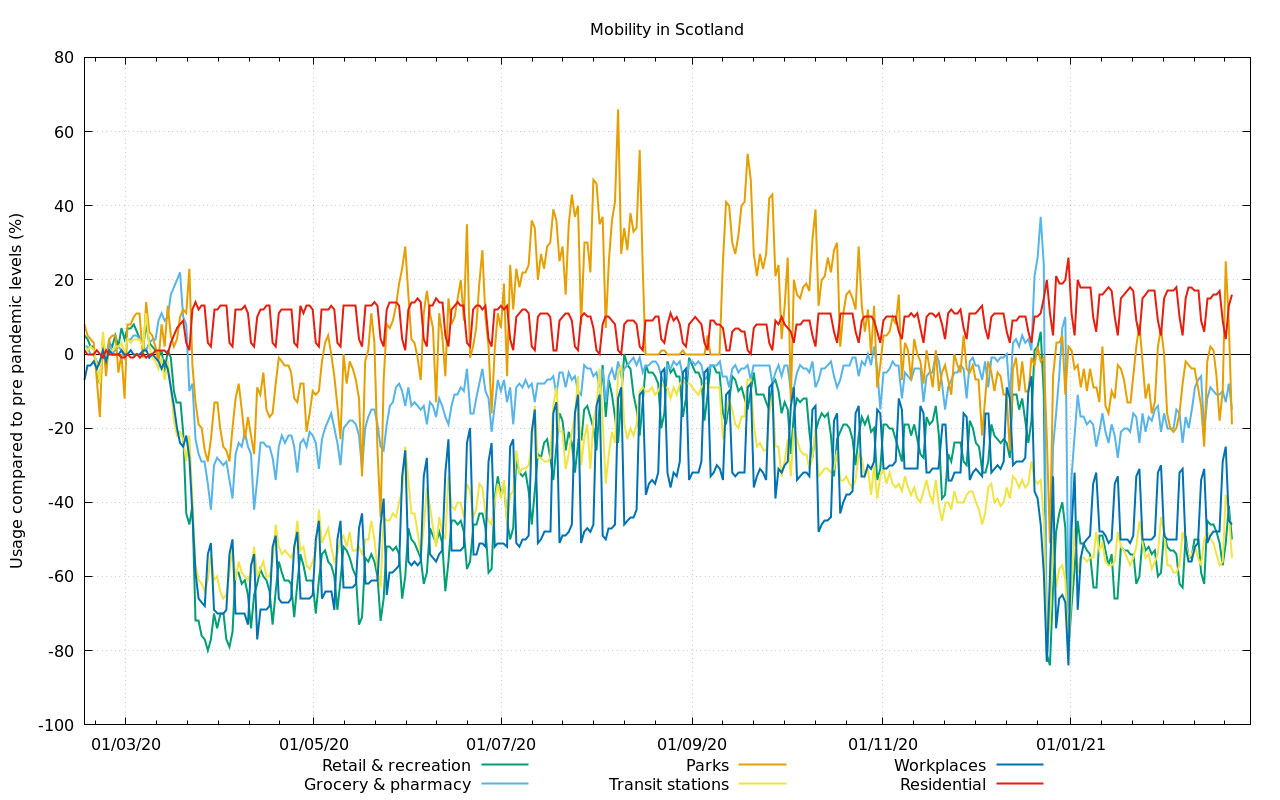 Mobility in Scotland
Usage compared to pre pandemic levels (%)
80
60
40
20
0
-20
-40
-60
-80
-100
01/03/20 01/05/20 01/07/20 01/09/20 01/11/20 01/01/21
Retail & recreation Parks Workplaces
Grocery & pharmacy Transit stations Residential